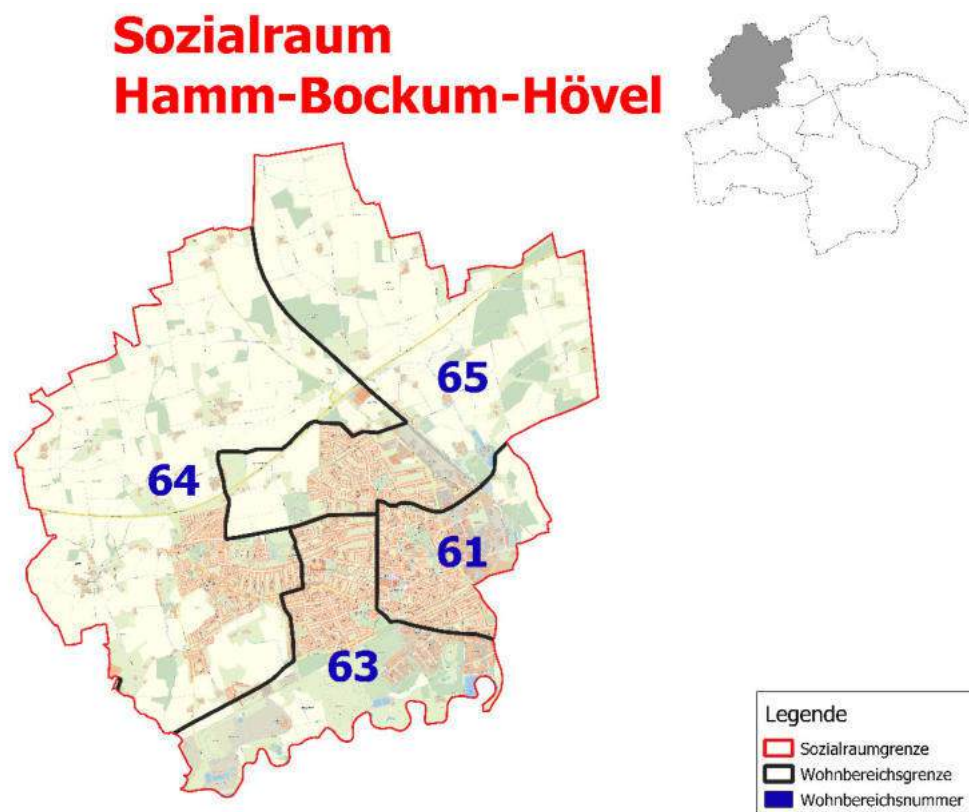 Sozialraum
Hamm-Bockum-Hövel
65
64
61
63
Legende
Sozialraumgrenze
Wohnbereichsgrenze
Wohnbereichsnummer